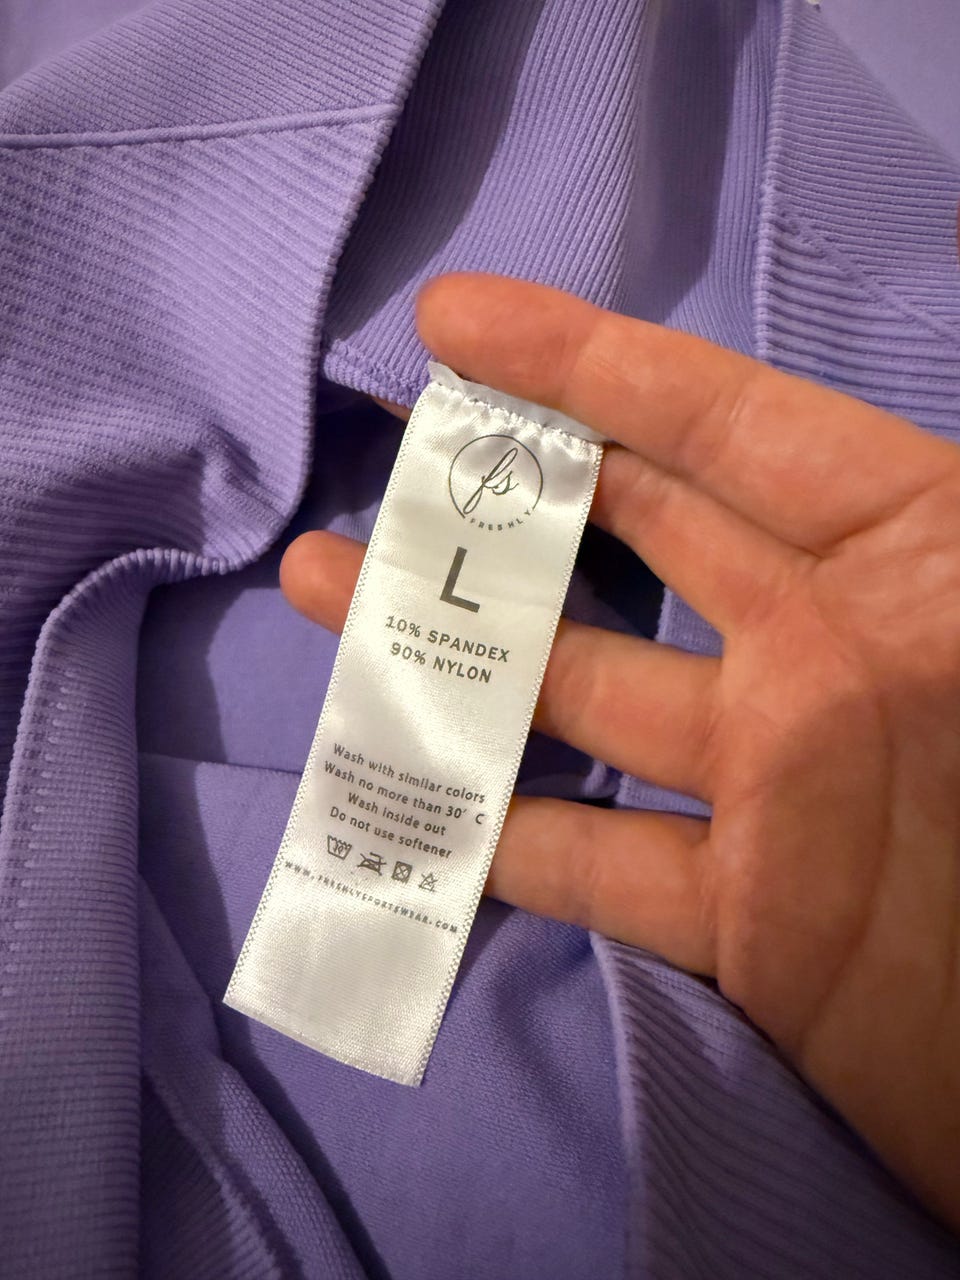 fs
FRESHLY
L
10% SPANDEX
90% NYLON
Wash with similar colors
Wash no more than 30° C
Wash inside out
Do not use softener
30
WWW.FRESHLYSPORTSWEAR.COM